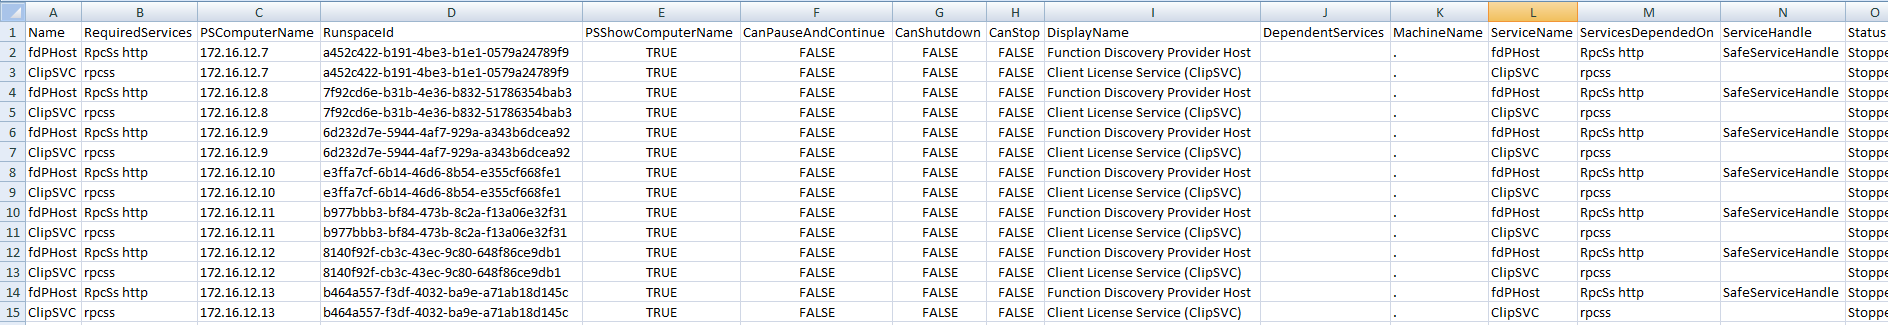 A B C D E F G H I J K L M N O
1 Name RequiredServices PSComputerName RunspaceId PSShowComputerName CanPauseAndContinue CanShutdown CanStop DisplayName DependentServices MachineName ServiceName ServicesDependedOn ServiceHandle Status
2 fdPHost RpcSs http 172.16.12.7 a452c422-b191-4be3-b1e1-0579a24789f9 TRUE FALSE FALSE FALSE Function Discovery Provider Host . fdPHost RpcSs http SafeServiceHandle Stoppe
3 ClipSVC rpcss 172.16.12.7 a452c422-b191-4be3-b1e1-0579a24789f9 TRUE FALSE FALSE FALSE Client License Service (ClipSVC) . ClipSVC rpcss Stoppe
4 fdPHost RpcSs http 172.16.12.8 7f92cd6e-b31b-4e36-b832-51786354bab3 TRUE FALSE FALSE FALSE Function Discovery Provider Host . fdPHost RpcSs http SafeServiceHandle Stoppe
5 ClipSVC rpcss 172.16.12.8 7f92cd6e-b31b-4e36-b832-51786354bab3 TRUE FALSE FALSE FALSE Client License Service (ClipSVC) . ClipSVC rpcss Stoppe
6 fdPHost RpcSs http 172.16.12.9 6d232d7e-5944-4af7-929a-a343b6dcea92 TRUE FALSE FALSE FALSE Function Discovery Provider Host . fdPHost RpcSs http SafeServiceHandle Stoppe
7 ClipSVC rpcss 172.16.12.9 6d232d7e-5944-4af7-929a-a343b6dcea92 TRUE FALSE FALSE FALSE Client License Service (ClipSVC) . ClipSVC rpcss Stoppe
8 fdPHost RpcSs http 172.16.12.10 e3ffa7cf-6b14-46d6-8b54-e355cf668fe1 TRUE FALSE FALSE FALSE Function Discovery Provider Host . fdPHost RpcSs http SafeServiceHandle Stoppe
9 ClipSVC rpcss 172.16.12.10 e3ffa7cf-6b14-46d6-8b54-e355cf668fe1 TRUE FALSE FALSE FALSE Client License Service (ClipSVC) . ClipSVC rpcss Stoppe
10 fdPHost RpcSs http 172.16.12.11 b977bbb3-bf84-473b-8c2a-f13a06e32f31 TRUE FALSE FALSE FALSE Function Discovery Provider Host . fdPHost RpcSs http SafeServiceHandle Stoppe
11 ClipSVC rpcss 172.16.12.11 b977bbb3-bf84-473b-8c2a-f13a06e32f31 TRUE FALSE FALSE FALSE Client License Service (ClipSVC) . ClipSVC rpcss Stoppe
12 fdPHost RpcSs http 172.16.12.12 8140f92f-cb3c-43ec-9c80-648f86ce9db1 TRUE FALSE FALSE FALSE Function Discovery Provider Host . fdPHost RpcSs http SafeServiceHandle Stoppe
13 ClipSVC rpcss 172.16.12.12 8140f92f-cb3c-43ec-9c80-648f86ce9db1 TRUE FALSE FALSE FALSE Client License Service (ClipSVC) . ClipSVC rpcss Stoppe
14 fdPHost RpcSs http 172.16.12.13 b464a557-f3df-4032-ba9e-a71ab18d145c TRUE FALSE FALSE FALSE Function Discovery Provider Host . fdPHost RpcSs http SafeServiceHandle Stoppe
15 ClipSVC rpcss 172.16.12.13 b464a557-f3df-4032-ba9e-a71ab18d145c TRUE FALSE FALSE FALSE Client License Service (ClipSVC) . ClipSVC rpcss Stoppe